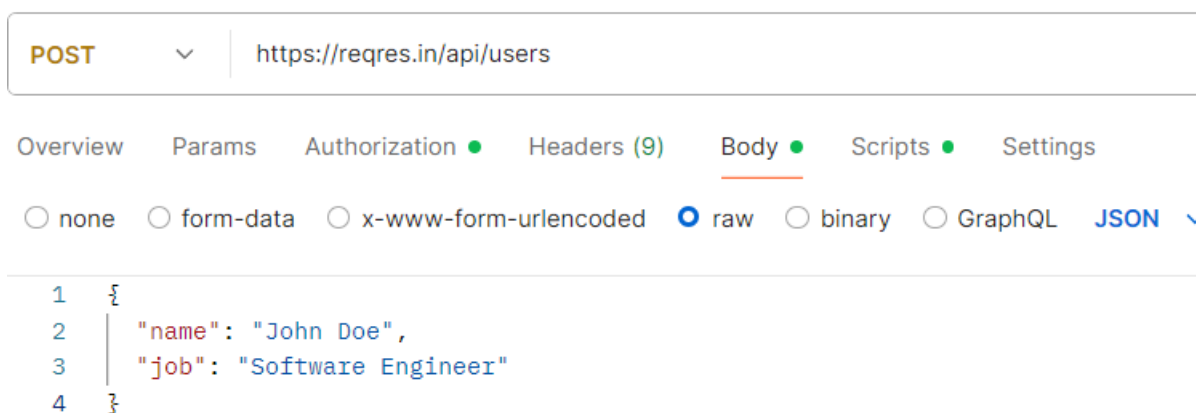 POST https://reqres.in/api/users
Overview Params Authorization Headers (9) Body Scripts Settings
none form-data x-www-form-urlencoded raw binary GraphQL JSON
1 {
2 "name": "John Doe",
3 "job": "Software Engineer"
4 }